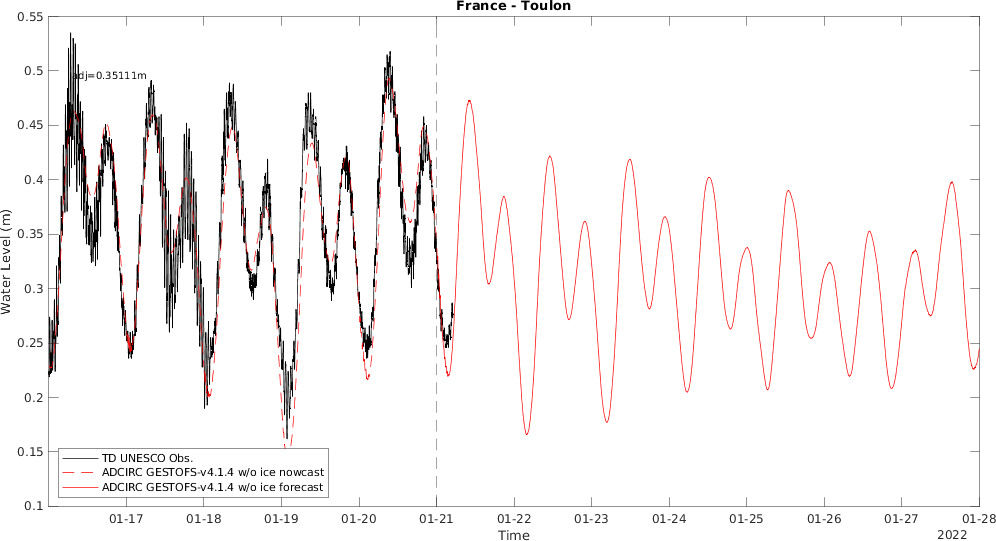 France - Toulon
0.55
0.5
adj=0.35111m
0.45
0.4
0.35
0.3
0.25
0.2
0.15
0.1
Water Level (m)
TD UNESCO Obs.
ADCIRC GESTOFS-v4.1.4 w/o ice nowcast
ADCIRC GESTOFS-v4.1.4 w/o ice forecast
01-17 01-18 01-19 01-20 01-21 01-22 01-23 01-24 01-25 01-26 01-27 01-28
Time
2022